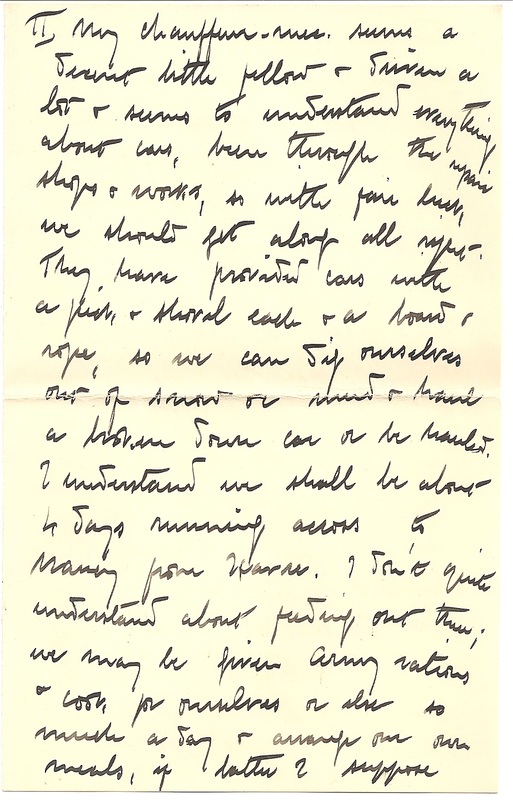 II, My chauffeur-mec. seems a
decent little fellow & driven a
lot & seems to understand everything
about cars, been through the repair
shops & works, so with fair luck,
we should get along all right.
They have provided cars with
a pick, & shoval each & a board &
rope, so we can dig ourselves
out of snow or mud & haul
a broken down car or be hauled.
I understand we shall be about
4 days running across to
Nancy from Havre. I don't quite
understand about feeding out there;
we may be given Army rations
& cook for ourselves or else so
much a day & arrange our own
meals, if latter I suppose